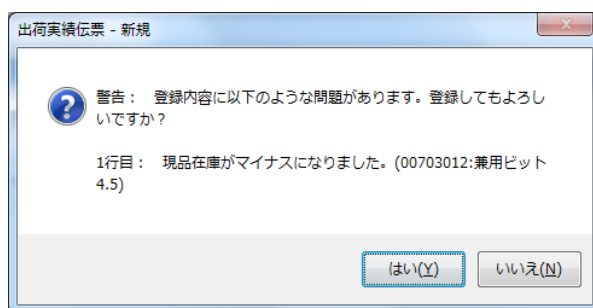 出荷実績伝票 - 新規
警告： 登録内容に以下のような問題があります。登録してもよろし
いですか？
1行目： 現品在庫がマイナスになりました。(00703012:兼用ビット
4.5)
はい(Y) いいえ(N)